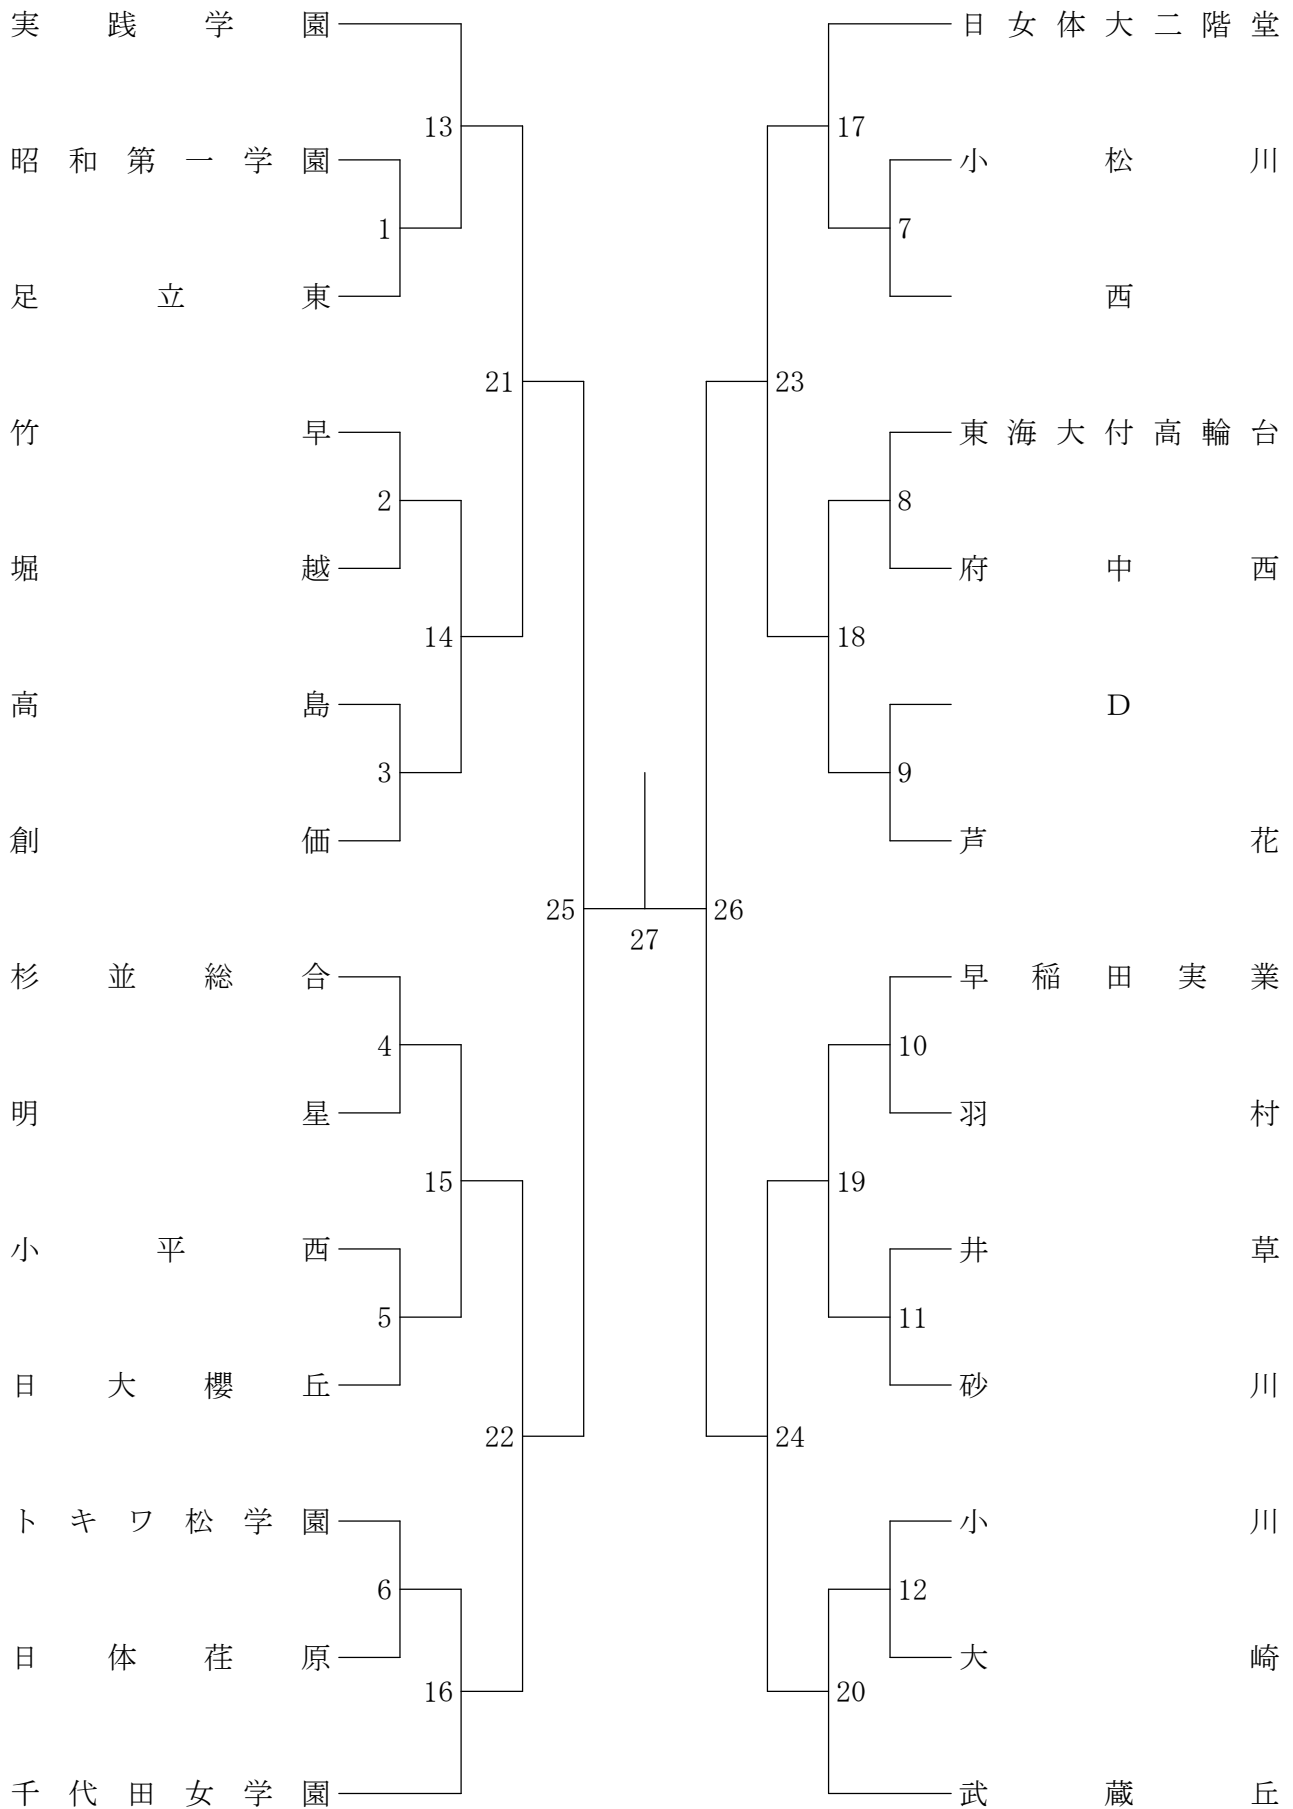 実践学園
13
昭和第一学園
1
足立東
21
竹早
2
堀越
14
高島
3
創価
25
杉並総合
4
明星
15
小平西
5
日大櫻丘
22
トキワ松学園
6
日体荏原
16
千代田女学園
27
日女体大二階堂
17
小松川
7
西
23
東海大付高輪台
8
府中西
18
D
9
芦花
26
早稲田実業
10
羽村
19
井草
11
砂川
24
小川
12
大崎
20
武蔵丘